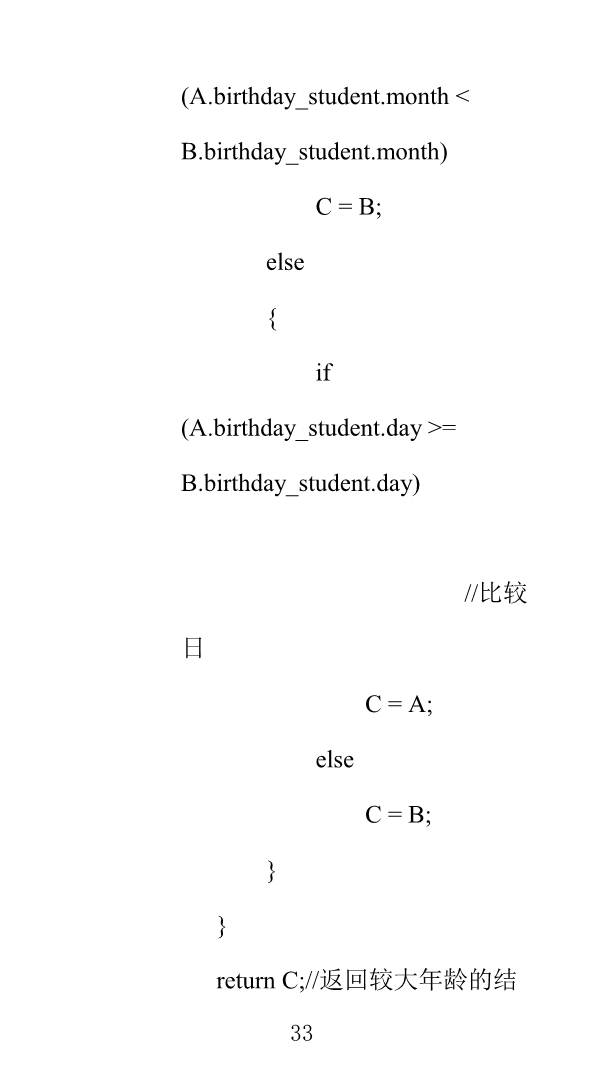 (A.birthday_student.month <
B.birthday_student.month)
C = B;
else
{
if
(A.birthday_student.day >=
B.birthday_student.day)
//比较
日
C = A;
else
C = B;
}
}
return C;//返回较大年龄的结
33